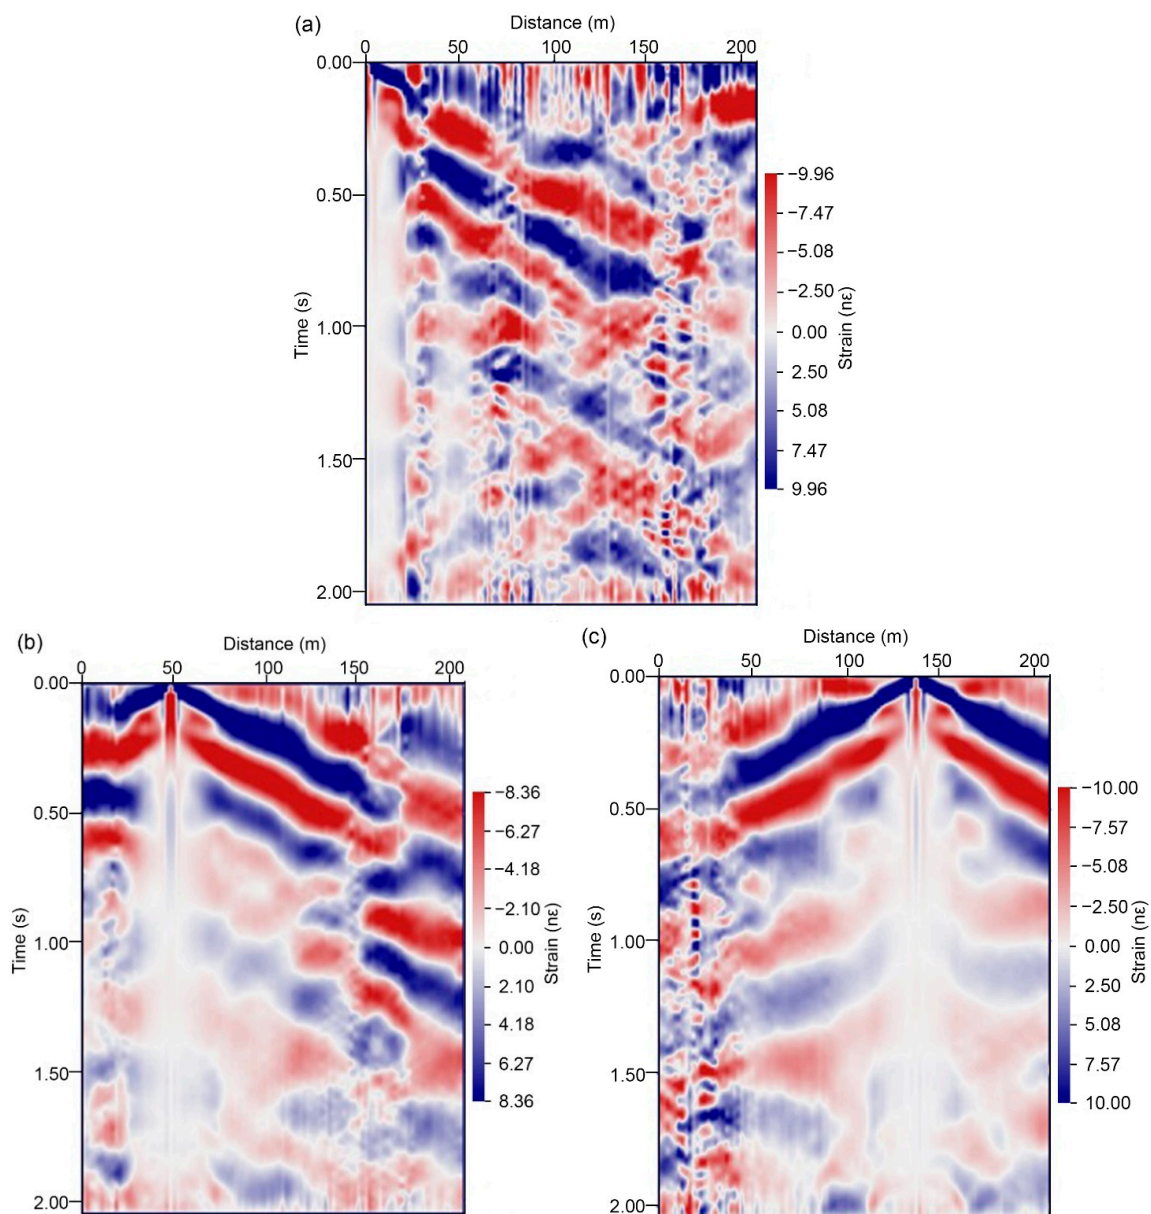 (a)
Distance (m)
0 50 100 150 200
0.00
0.50
1.00
1.50
2.00
Time (s)
−9.96
−7.47
−5.08
−2.50
0.00
2.50
5.08
7.47
9.96
Strain (nε)
(b)
Distance (m)
0 50 100 150 200
0.00
0.50
1.00
1.50
2.00
Time (s)
−8.36
−6.27
−4.18
−2.10
0.00
2.10
4.18
6.27
8.36
Strain (nε)
(c)
Distance (m)
0 50 100 150 200
0.00
0.50
1.00
1.50
2.00
Time (s)
−10.00
−7.57
−5.08
−2.50
0.00
2.50
5.08
7.57
10.00
Strain (nε)